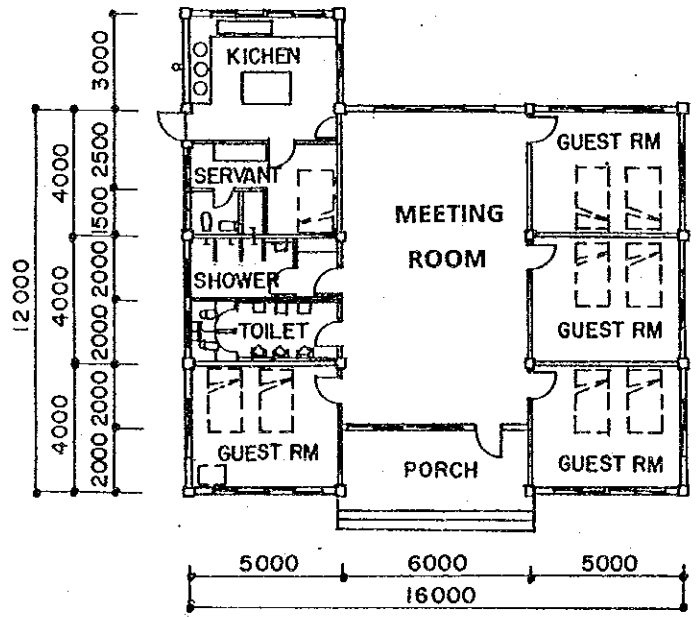 3000
KICHEN
4000
2500
SERVANT
GUEST RM
1500
MEETING
ROOM
12000
4000
2000
SHOWER
2000
TOILET
GUEST RM
4000
2000
GUEST RM
PORCH
GUEST RM
2000
5000
6000
5000
16000